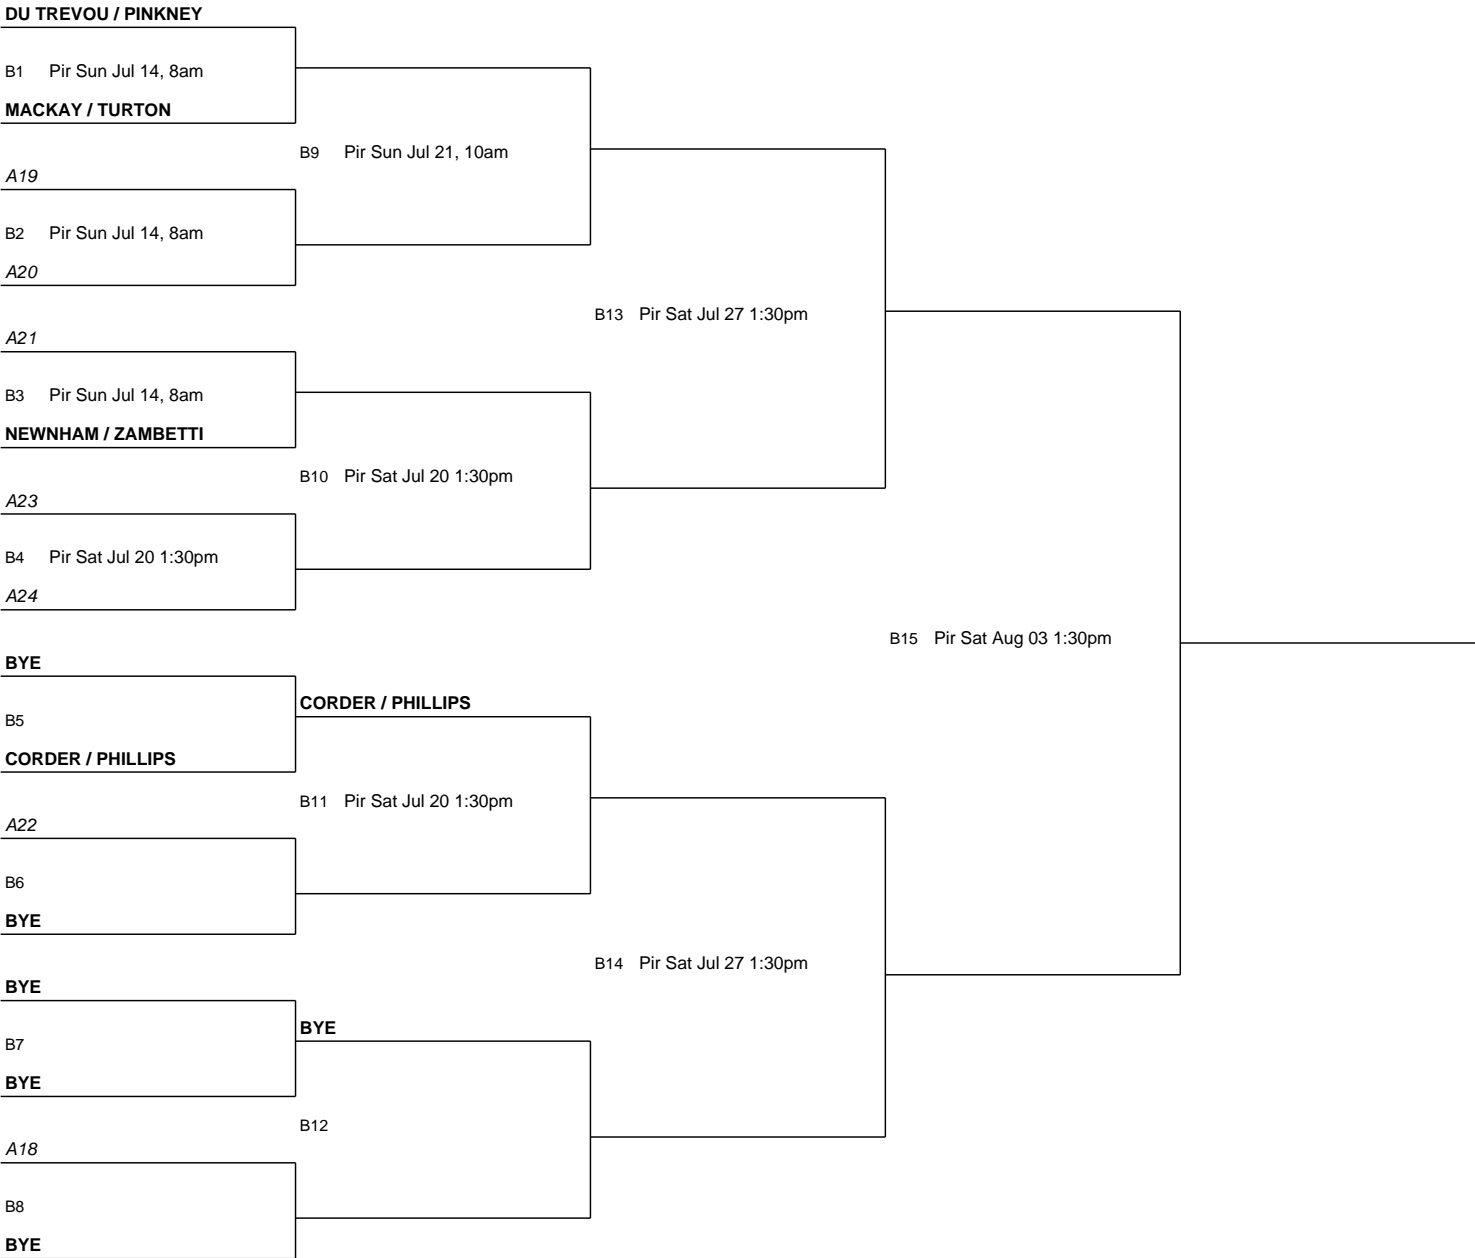 DU TREVOU / PINKNEY
B1 Pir Sun Jul 14, 8am
MACKAY / TURTON
B9 Pir Sun Jul 21, 10am
A19
B2 Pir Sun Jul 14, 8am
A20
B13 Pir Sat Jul 27 1:30pm
A21
B3 Pir Sun Jul 14, 8am
NEWNHAM / ZAMBETTI
B10 Pir Sat Jul 20 1:30pm
A23
B4 Pir Sat Jul 20 1:30pm
A24
B15 Pir Sat Aug 03 1:30pm
BYE
CORDER / PHILLIPS
B5
CORDER / PHILLIPS
B11 Pir Sat Jul 20 1:30pm
A22
B6
BYE
B14 Pir Sat Jul 27 1:30pm
BYE
BYE
B7
BYE
B12
A18
B8
BYE